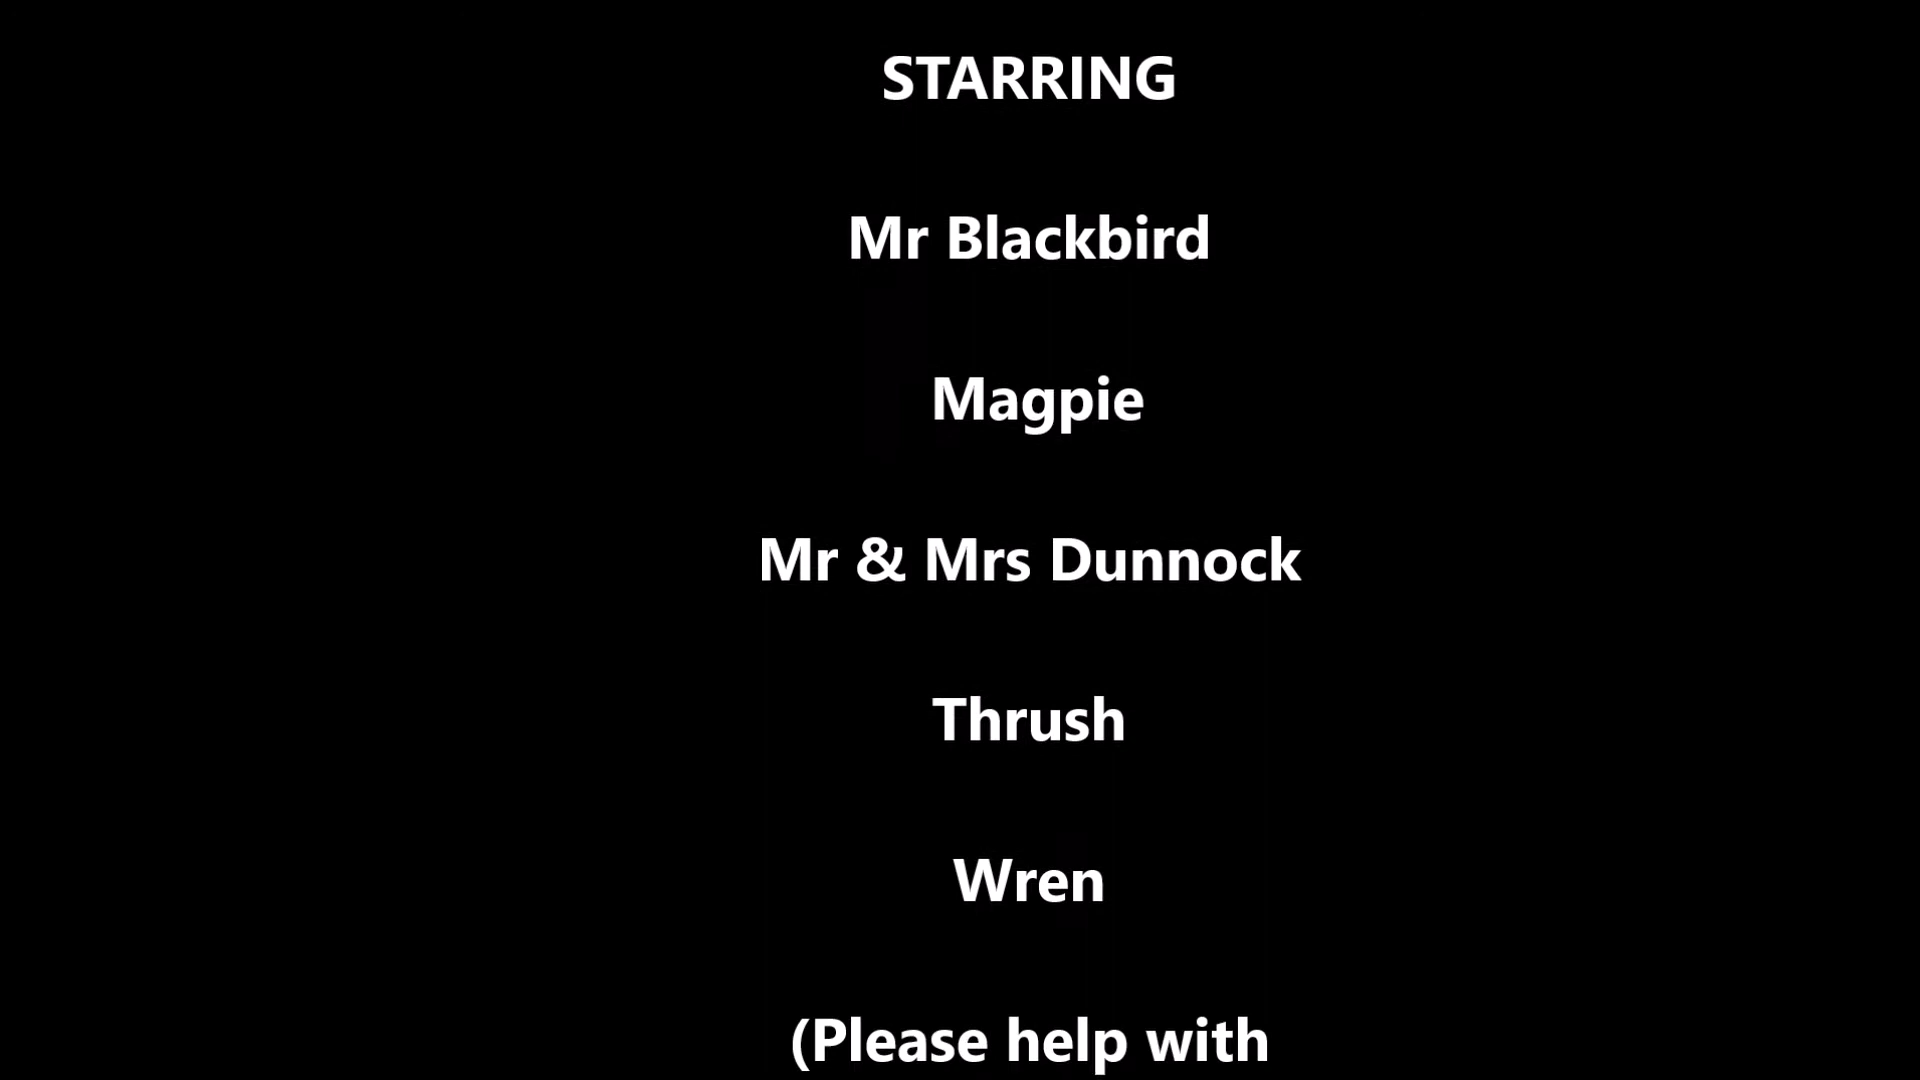 STARRING
Mr Blackbird
Magpie
Mr & Mrs Dunnock
Thrush
Wren
(Please help with